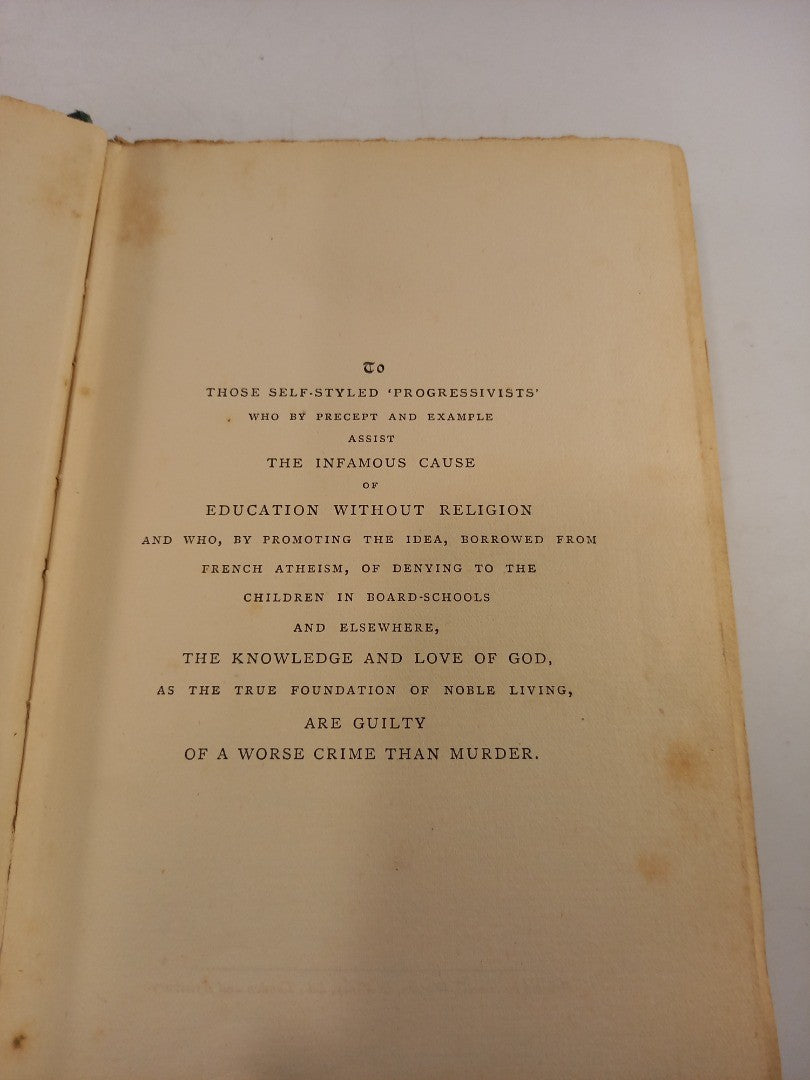 To
THOSE SELF-STYLED ‘PROGRESSIVISTS’
WHO BY PRECEPT AND EXAMPLE
ASSIST
THE INFAMOUS CAUSE
OF
EDUCATION WITHOUT RELIGION
AND WHO, BY PROMOTING THE IDEA, BORROWED FROM
FRENCH ATHEISM, OF DENYING TO THE
CHILDREN IN BOARD-SCHOOLS
AND ELSEWHERE,
THE KNOWLEDGE AND LOVE OF GOD,
AS THE TRUE FOUNDATION OF NOBLE LIVING,
ARE GUILTY
OF A WORSE CRIME THAN MURDER.